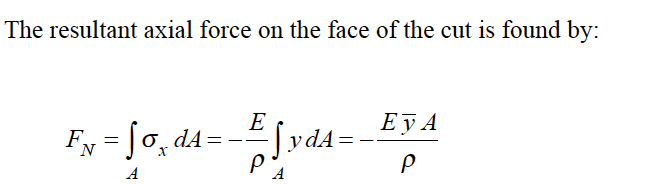 The resultant axial force on the face of the cut is found by:
F_N = ∫_A σ_x dA = − E/ρ ∫_A y dA = − E ȳ A / ρ